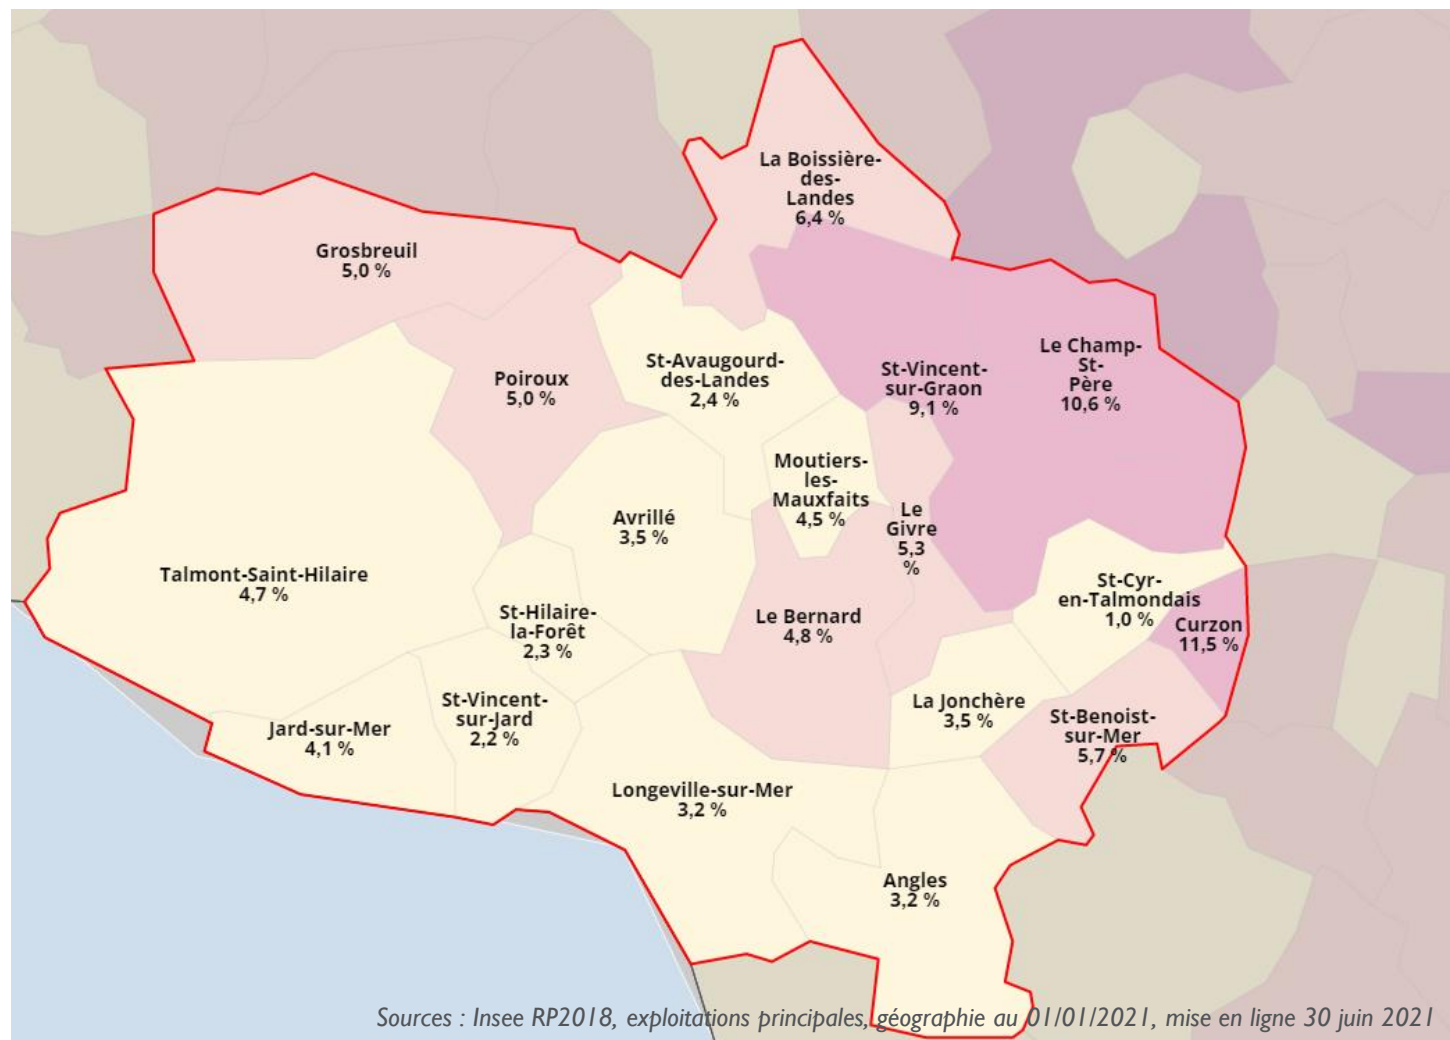 La Boissière-
des-
Landes
6,4 %
Grosbreuil
5,0 %
Poiroux
5,0 %
St-Avaugourd-
des-Landes
2,4 %
St-Vincent-
sur-Graon
9,1 %
Le Champ-
St-
Père
10,6 %
Moutiers-
les-
Mauxfaits
4,5 %
Avrillé
3,5 %
Le
Givre
5,3
%
Talmont-Saint-Hilaire
4,7 %
St-Hilaire-
la-Forêt
2,3 %
Le Bernard
4,8 %
St-Cyr-
en-Talmondais
1,0 %
Curzon
11,5 %
Jard-sur-Mer
4,1 %
St-Vincent-
sur-Jard
2,2 %
La Jonchère
3,5 %
St-Benoist-
sur-Mer
5,7 %
Longeville-sur-Mer
3,2 %
Angles
3,2 %
Sources : Insee RP2018, exploitations principales, géographie au 01/01/2021, mise en ligne 30 juin 2021